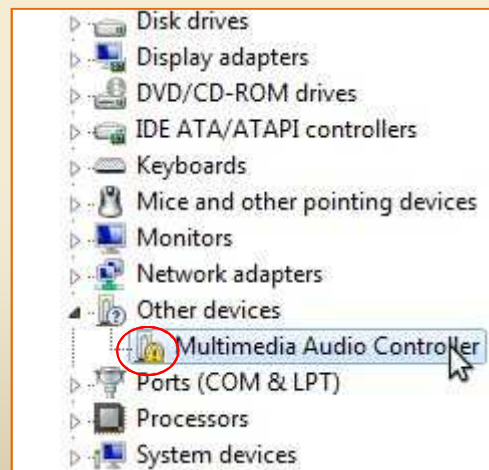 Disk drives
Display adapters
DVD/CD-ROM drives
IDE ATA/ATAPI controllers
Keyboards
Mice and other pointing devices
Monitors
Network adapters
Other devices
Multimedia Audio Controller
Ports (COM & LPT)
Processors
System devices